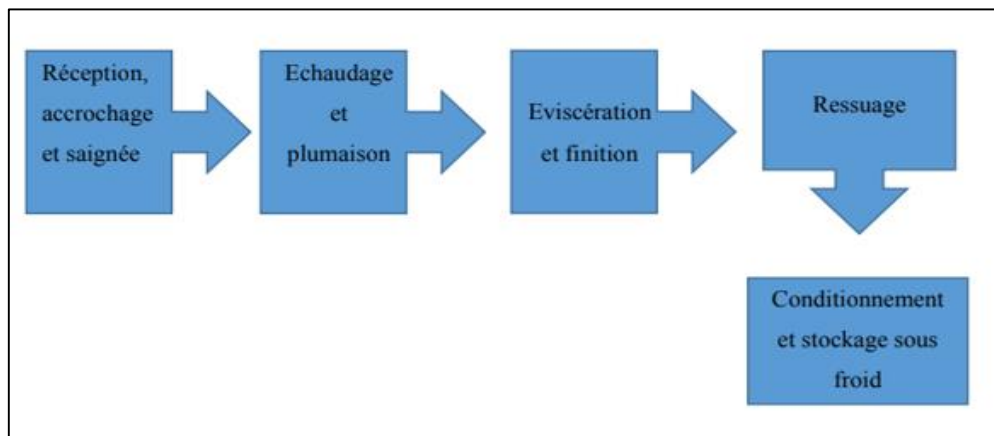 Réception,
accrochage
et saignée
Echaudage
et
plumaison
Eviscération
et finition
Ressuage
Conditionnement
et stockage sous
froid